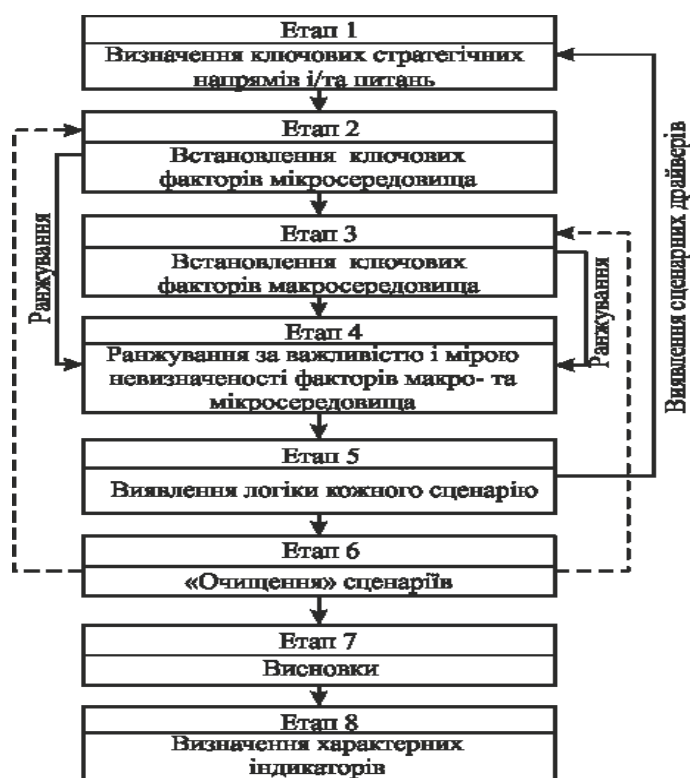 Етап 1
Визначення ключових стратегічних
напрямів і/та питань
Етап 2
Встановлення ключових
факторів мікросередовища
Етап 3
Встановлення ключових
факторів макросередовища
Етап 4
Ранжування за важливістю і мірою
невизначеності факторів макро- та
мікросередовища
Етап 5
Виявлення логіки кожного сценарію
Етап 6
«Очищення» сценаріїв
Етап 7
Висновки
Етап 8
Визначення характерних
індикаторів
Ранжування
Ранжування
Виявлення сценарних драйверів